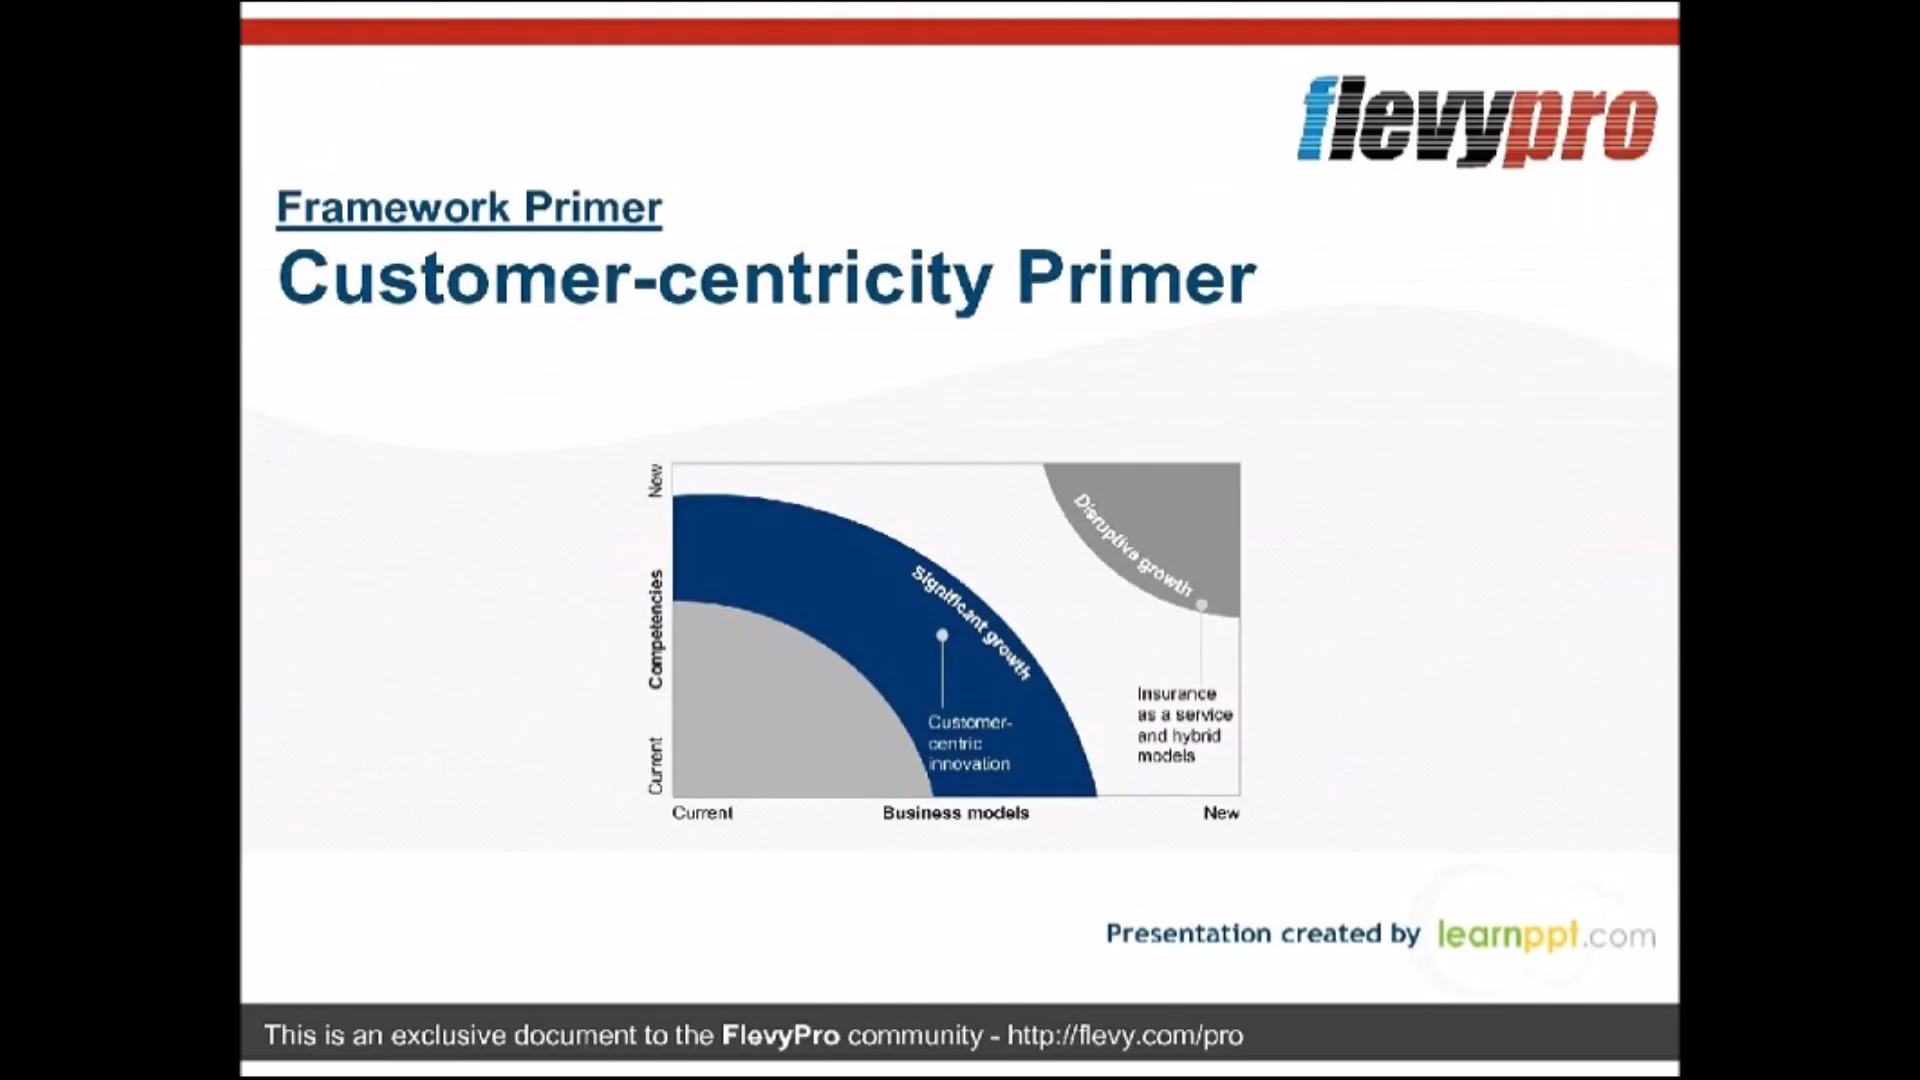 flevypro
Framework Primer
Customer-centricity Primer
New
Competencies
Current
Disruptive growth
Significant growth
Customer-
centric
innovation
Insurance
as a service
and hybrid
models
Current
Business models
New
Presentation created by learnppt.com
This is an exclusive document to the FlevyPro community - http://flevy.com/pro